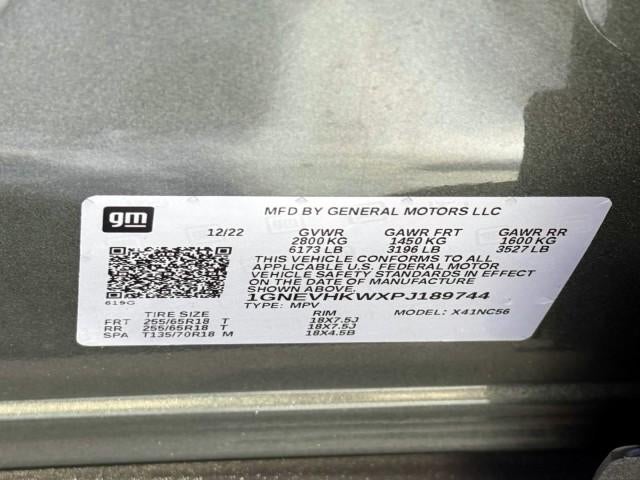 gm
MFD BY GENERAL MOTORS LLC
12/22 GVWR GAWR FRT GAWR RR
2800 KG 1450 KG 1600 KG
6173 LB 3196 LB 3527 LB
THIS VEHICLE CONFORMS TO ALL
APPLICABLE U.S. FEDERAL MOTOR
VEHICLE SAFETY STANDARDS IN EFFECT
ON THE DATE OF MANUFACTURE
SHOWN ABOVE.
619G 1GNEVHKWXPJ189744
TYPE: MPV MODEL: X41NC56
TIRE SIZE RIM
FRT 255/65R18 T 18X7.5J
RR 255/65R18 T 18X7.5J
SPA T135/70R18 M 18X4.5B